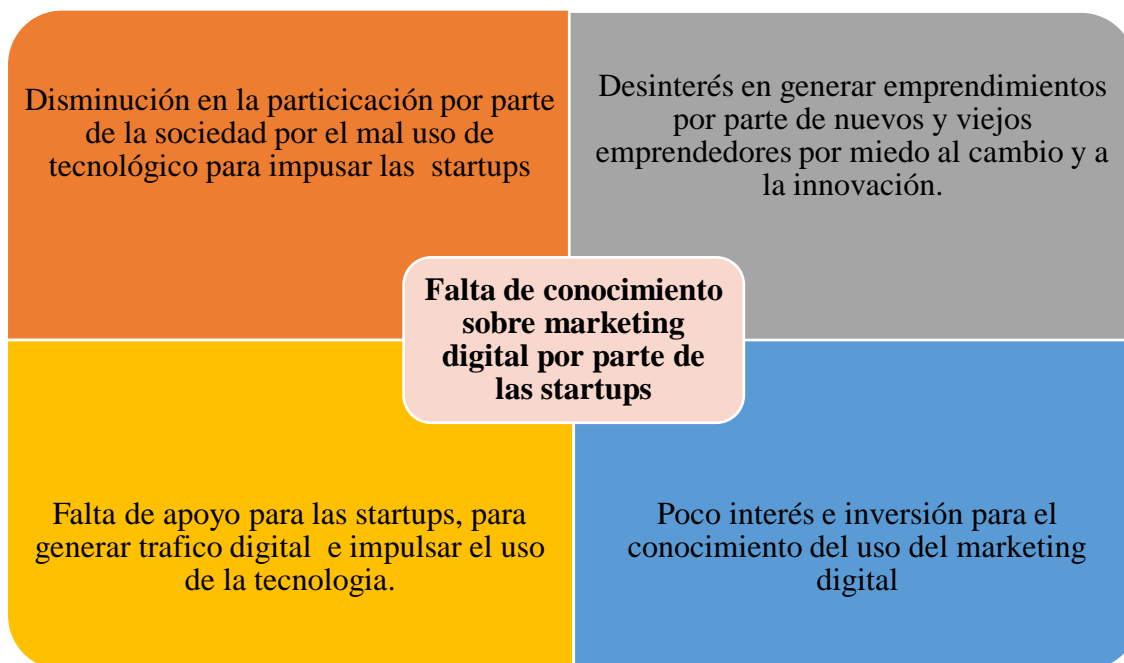 Disminución en la particicación por parte
de la sociedad por el mal uso de
tecnológico para impusar las  startups
Desinterés en generar emprendimientos
por parte de nuevos y viejos
emprendedores por miedo al cambio y a
la innovación.
Falta de conocimiento
sobre marketing
digital por parte de
las startups
Falta de apoyo para las startups, para
generar trafico digital  e impulsar el uso
de la tecnologia.
Poco interés e inversión para el
conocimiento del uso del marketing
digital